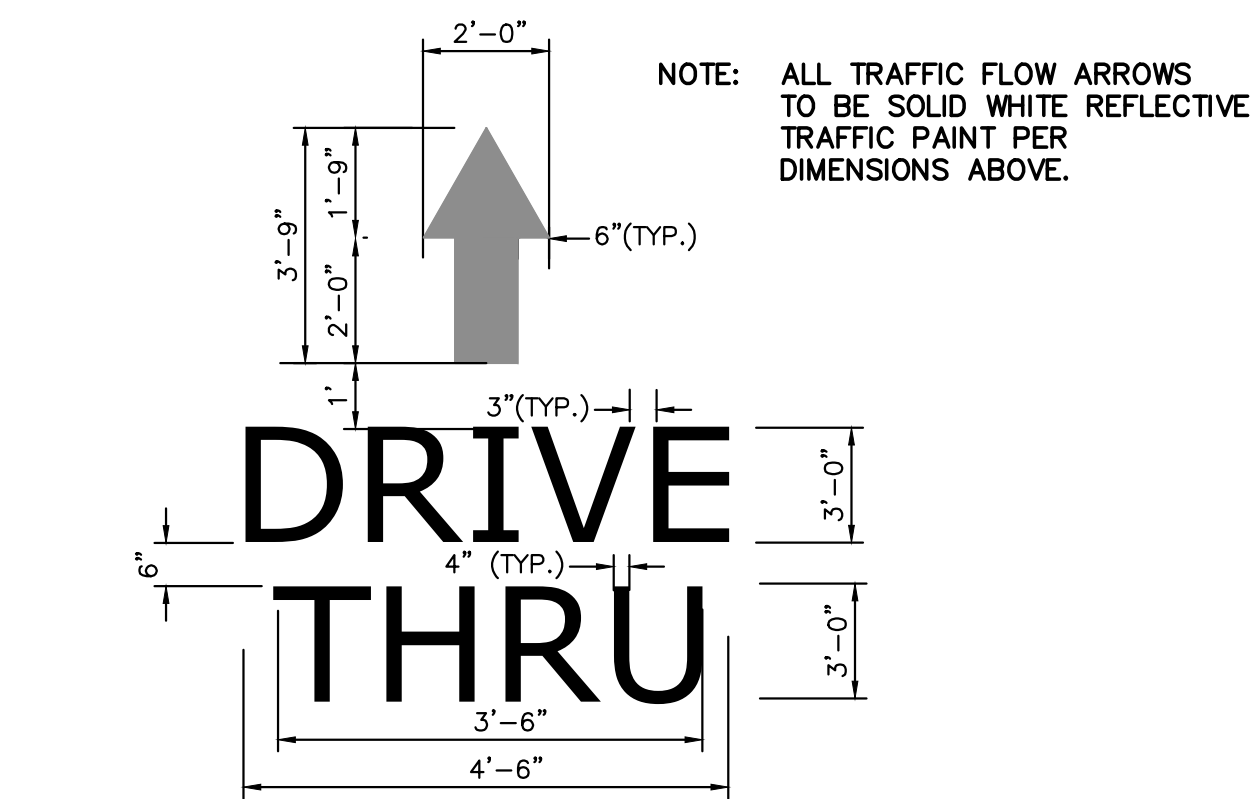 2'-0"
NOTE: ALL TRAFFIC FLOW ARROWS
TO BE SOLID WHITE REFLECTIVE
TRAFFIC PAINT PER
DIMENSIONS ABOVE.
1'-9"
3'-9"
6"(TYP.)
2'-0"
1'
3"(TYP.)
DRIVE
3'-0"
6"
4" (TYP.)
THRU
3'-0"
3'-6"
4'-6"